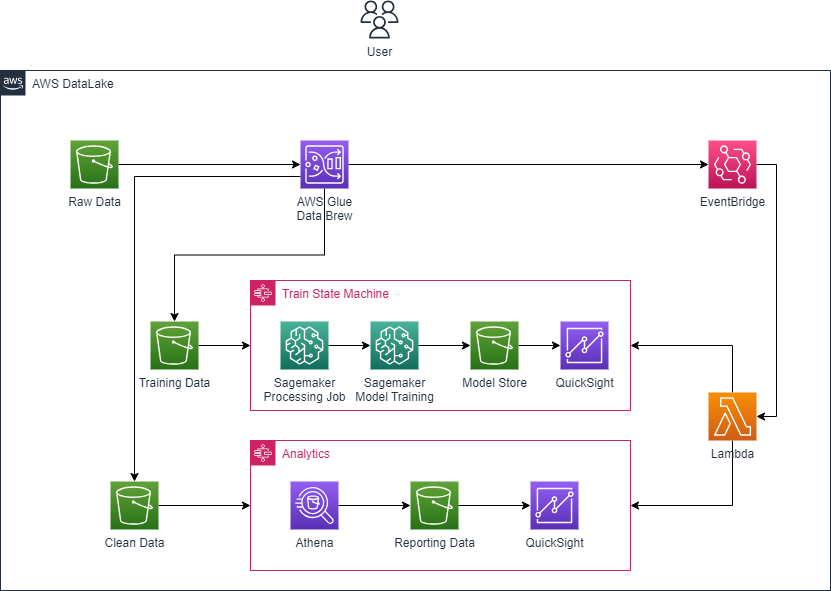 User
aws
AWS DataLake
Raw Data
AWS Glue
Data Brew
EventBridge
Train State Machine
Training Data
Sagemaker
Processing Job
Sagemaker
Model Training
Model Store
QuickSight
Lambda
Analytics
Clean Data
Athena
Reporting Data
QuickSight